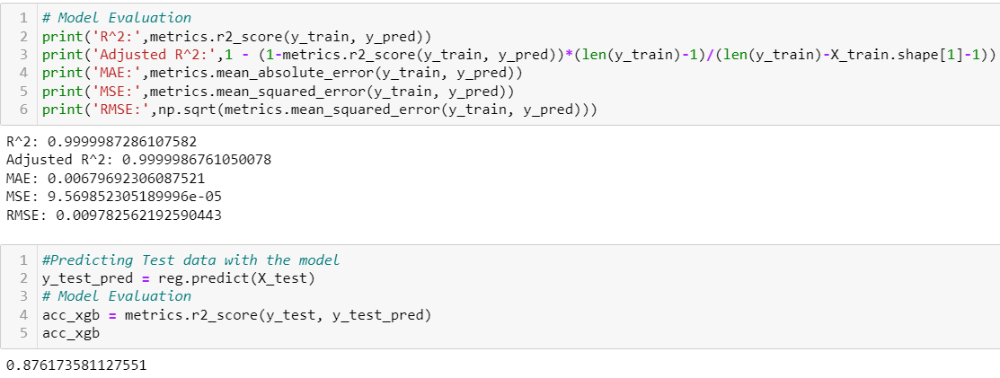 1 # Model Evaluation
2 print('R^2:',metrics.r2_score(y_train, y_pred))
3 print('Adjusted R^2:',1 - (1-metrics.r2_score(y_train, y_pred))*(len(y_train)-1)/(len(y_train)-X_train.shape[1]-1))
4 print('MAE:',metrics.mean_absolute_error(y_train, y_pred))
5 print('MSE:',metrics.mean_squared_error(y_train, y_pred))
6 print('RMSE:',np.sqrt(metrics.mean_squared_error(y_train, y_pred)))
R^2: 0.9999987286107582
Adjusted R^2: 0.9999986761050078
MAE: 0.00679692306087521
MSE: 9.569852305189996e-05
RMSE: 0.009782562192590443
1 #Predicting Test data with the model
2 y_test_pred = reg.predict(X_test)
3 # Model Evaluation
4 acc_xgb = metrics.r2_score(y_test, y_test_pred)
5 acc_xgb
0.876173581127551